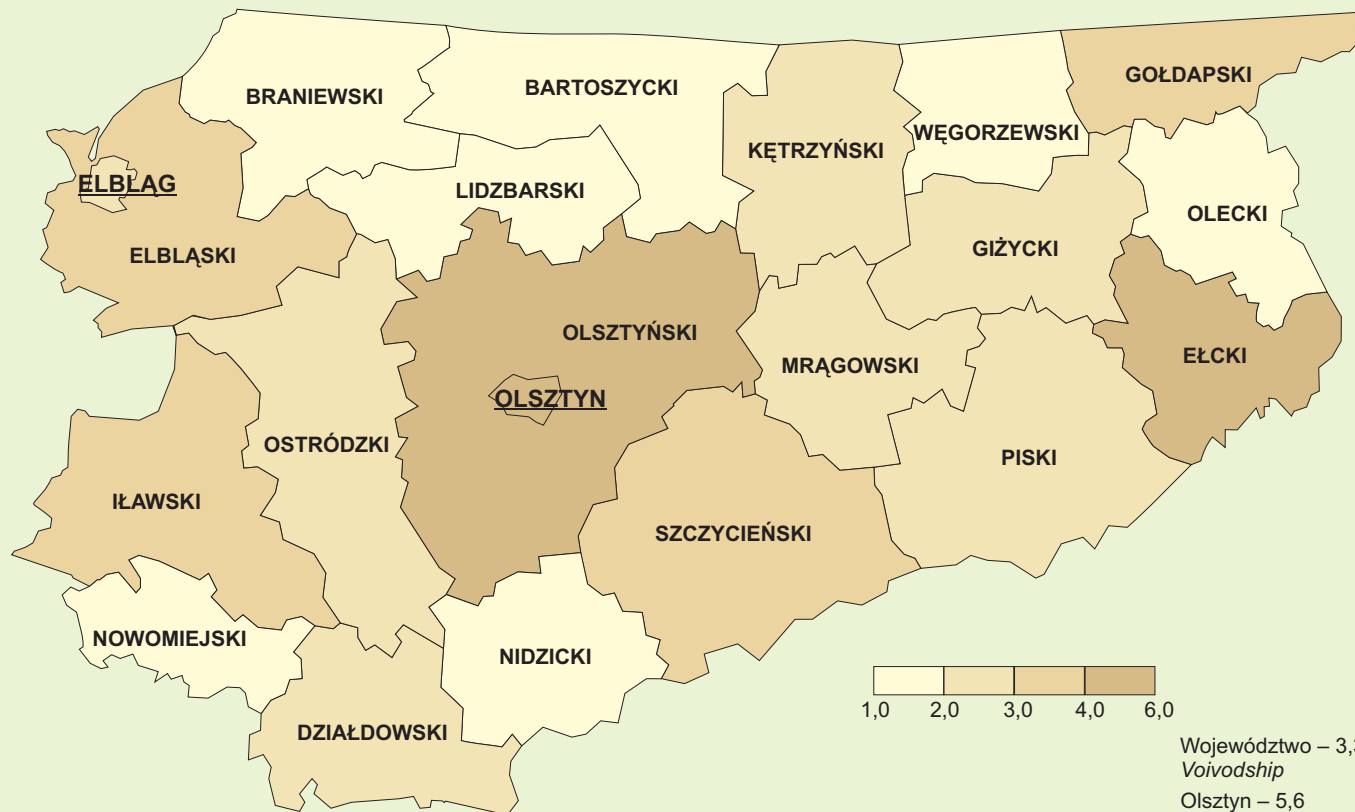 GOŁDAPSKI
BARTOSZYCKI
BRANIEWSKI
WĘGORZEWSKI
KĘTRZYŃSKI
ELBLĄG
LIDZBARSKI
OLECKI
ELBLĄSKI
GIŻYCKI
OLSZTYŃSKI
EŁCKI
MRĄGOWSKI
OLSZTYN
OSTRÓDZKI
PISKI
IŁAWSKI
SZCZYCIEŃSKI
NOWOMIEJSKI
NIDZICKI
DZIAŁDOWSKI
1,0 2,0 3,0 4,0 6,0
Województwo – 3,3
Voivodship
Olsztyn – 5,6